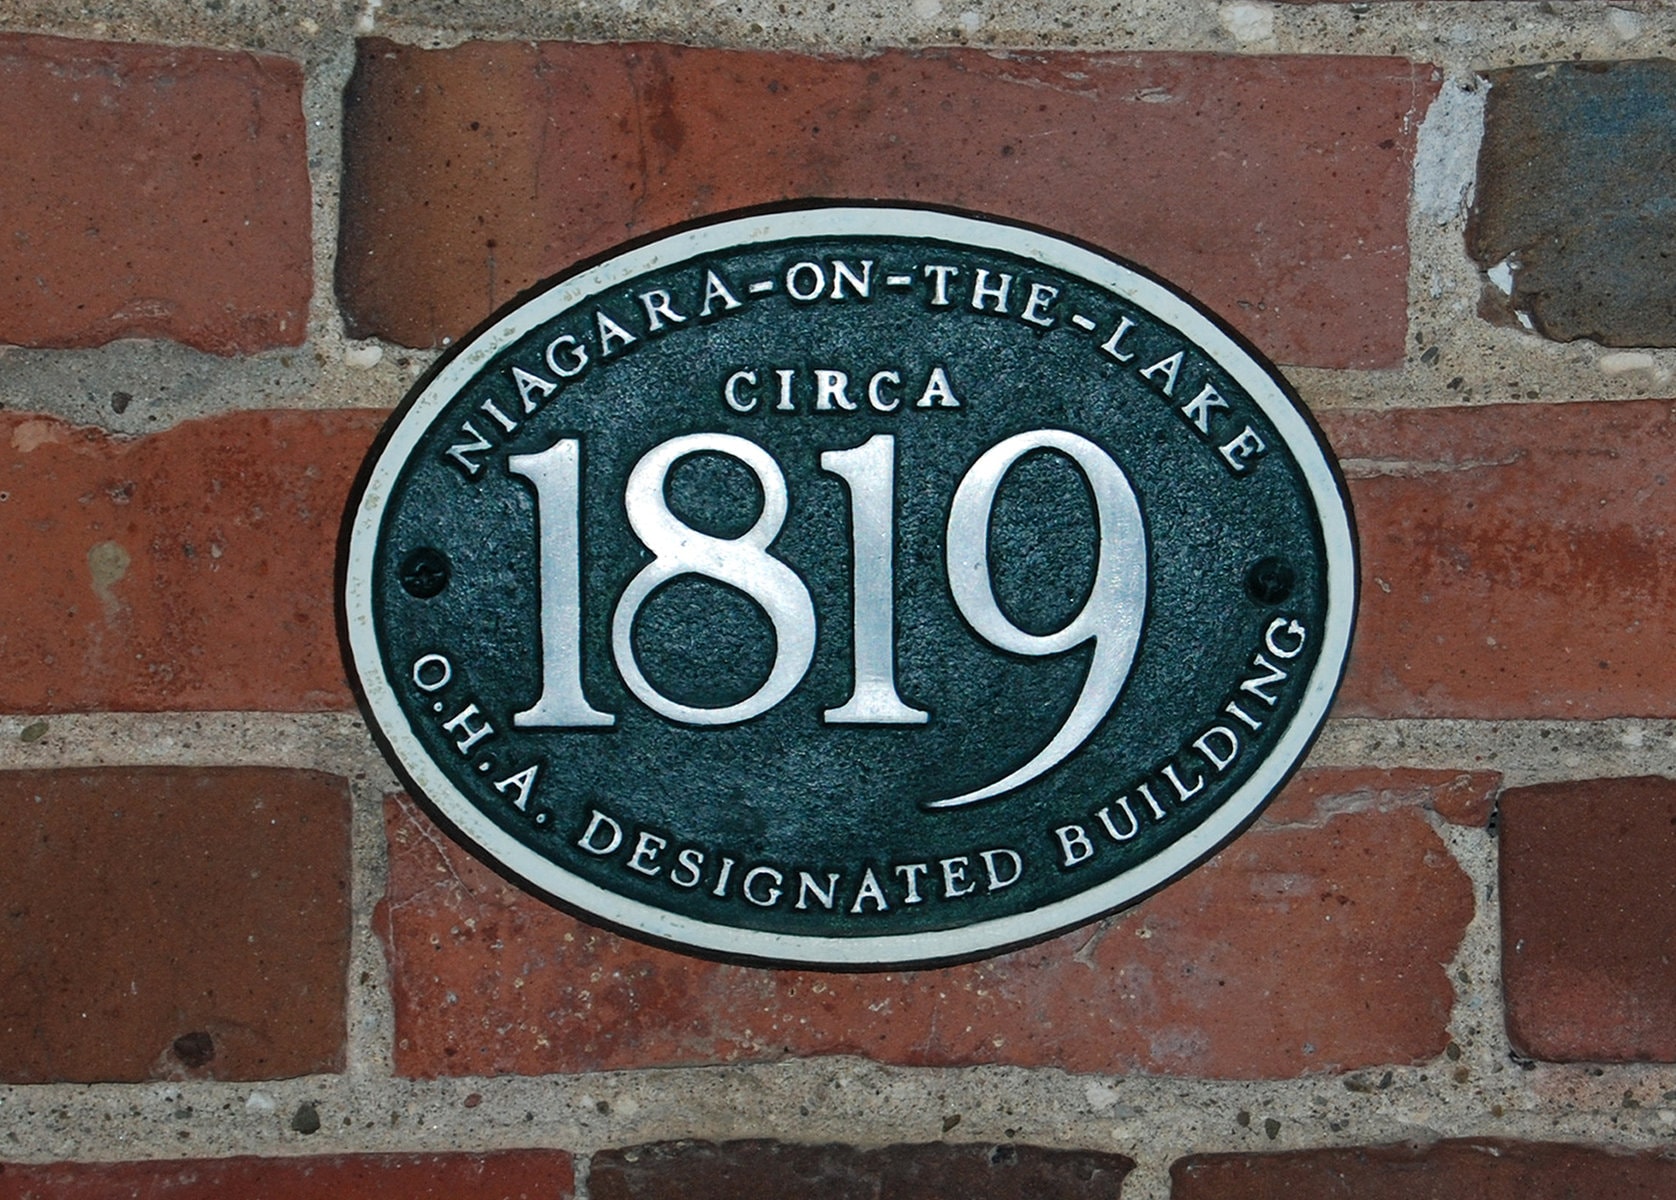 NIAGARA-ON-THE-LAKE
CIRCA
1819
O.H.A. DESIGNATED BUILDING